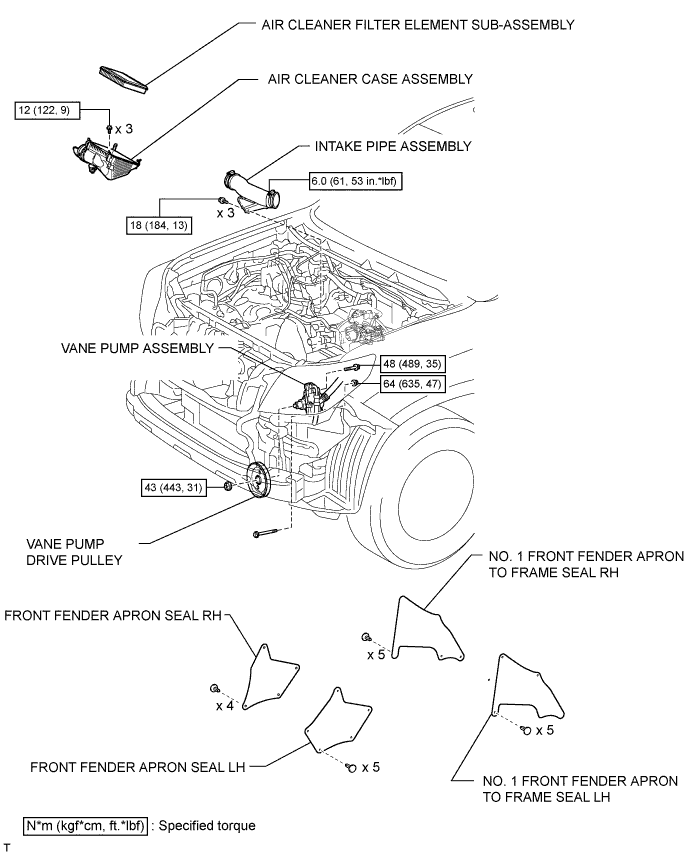 AIR CLEANER FILTER ELEMENT SUB-ASSEMBLY
AIR CLEANER CASE ASSEMBLY
12 (122, 9)
x 3
INTAKE PIPE ASSEMBLY
6.0 (61, 53 in.*lbf)
x 3
18 (184, 13)
VANE PUMP ASSEMBLY
48 (489, 35)
64 (635, 47)
43 (443, 31)
VANE PUMP
DRIVE PULLEY
NO. 1 FRONT FENDER APRON
TO FRAME SEAL RH
FRONT FENDER APRON SEAL RH
x 5
x 4
x 5
FRONT FENDER APRON SEAL LH
x 5
NO. 1 FRONT FENDER APRON
TO FRAME SEAL LH
N*m (kgf*cm, ft.*lbf) : Specified torque
T